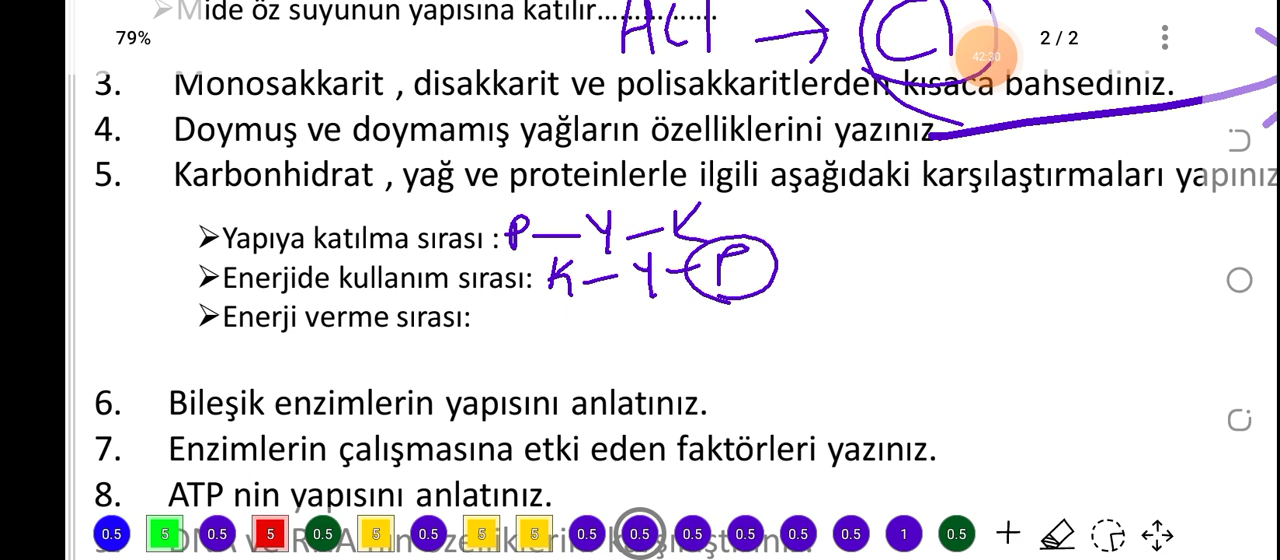 Mide öz suyunun yapısına katılır................ HCl → Cl
79%
42:30
2 / 2
3. Monosakkarit , disakkarit ve polisakkaritlerden kısaca bahsediniz.
4. Doymuş ve doymamış yağların özelliklerini yazınız
5. Karbonhidrat , yağ ve proteinlerle ilgili aşağıdaki karşılaştırmaları yapınız
➢Yapıya katılma sırası : P — Y — K
➢Enerjide kullanım sırası: K — Y — P
➢Enerji verme sırası:
6. Bileşik enzimlerin yapısını anlatınız.
7. Enzimlerin çalışmasına etki eden faktörleri yazınız.
8. ATP nin yapısını anlatınız.
0.5 5 0.5 5 0.5 5 0.5 5 5 0.5 0.5 0.5 0.5 0.5 0.5 1 0.5